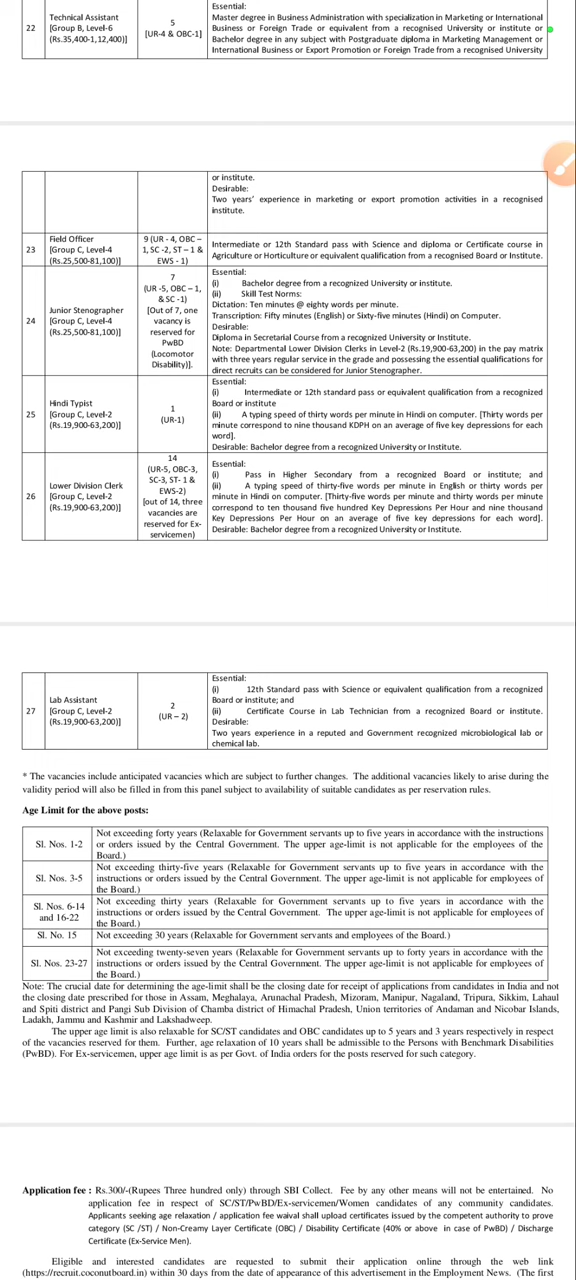 22
Technical Assistant
[Group B, Level-6
(Rs.35,400-1,12,400)]
5
[UR-4 & OBC-1]
Essential:
Master degree in Business Administration with specialization in Marketing or International
Business or Foreign Trade or equivalent from a recognised University or institute or
Bachelor degree in any subject with Postgraduate diploma in Marketing Management or
International Business or Export Promotion or Foreign Trade from a recognised University
or institute.
Desirable:
Two years' experience in marketing or export promotion activities in a recognised
institute.
23
Field Officer
[Group C, Level-4
(Rs.25,500-81,100)]
9 (UR - 4, OBC –
1, SC -2, ST – 1 &
EWS - 1)
Intermediate or 12th Standard pass with Science and diploma or Certificate course in
Agriculture or Horticulture or equivalent qualification from a recognised Board or Institute.
24
Junior Stenographer
[Group C, Level-4
(Rs.25,500-81,100)]
7
(UR -5, OBC – 1,
& SC -1)
[Out of 7, one
vacancy is
reserved for
PwBD
(Locomotor
Disability)].
Essential:
(i) Bachelor degree from a recognized University or institute.
(ii) Skill Test Norms:
Dictation: Ten minutes @ eighty words per minute.
Transcription: Fifty minutes (English) or Sixty-five minutes (Hindi) on Computer.
Desirable:
Diploma in Secretarial Course from a recognized University or Institute.
Note: Departmental Lower Division Clerks in Level-2 (Rs.19,900-63,200) in the pay matrix
with three years regular service in the grade and possessing the essential qualifications for
direct recruits can be considered for Junior Stenographer.
25
Hindi Typist
[Group C, Level-2
(Rs.19,900-63,200)]
1
(UR-1)
Essential:
(i) Intermediate or 12th standard pass or equivalent qualification from a recognized
Board or institute
(ii) A typing speed of thirty words per minute in Hindi on computer. [Thirty words per
minute correspond to nine thousand KDPH on an average of five key depressions for each
word].
Desirable: Bachelor degree from a recognized University or Institute.
26
Lower Division Clerk
[Group C, Level-2
(Rs.19,900-63,200)]
14
(UR-5, OBC-3,
SC-3, ST- 1 &
EWS-2)
[out of 14, three
vacancies are
reserved for Ex-
servicemen)
Essential:
(i) Pass in Higher Secondary from a recognized Board or institute; and
(ii) A typing speed of thirty-five words per minute in English or thirty words per
minute in Hindi on computer. [Thirty-five words per minute and thirty words per minute
correspond to ten thousand five hundred Key Depressions Per Hour and nine thousand
Key Depressions Per Hour on an average of five key depressions for each word].
Desirable: Bachelor degree from a recognized University or Institute.
27
Lab Assistant
[Group C, Level-2
(Rs.19,900-63,200)]
2
(UR – 2)
Essential:
(i) 12th Standard pass with Science or equivalent qualification from a recognized
Board or institute; and
(ii) Certificate Course in Lab Technician from a recognized Board or institute.
Desirable:
Two years experience in a reputed and Government recognized microbiological lab or
chemical lab.
* The vacancies include anticipated vacancies which are subject to further changes. The additional vacancies likely to arise during the
validity period will also be filled in from this panel subject to availability of suitable candidates as per reservation rules.
Age Limit for the above posts:
Sl. Nos. 1-2
Not exceeding forty years (Relaxable for Government servants up to five years in accordance with the instructions
or orders issued by the Central Government. The upper age-limit is not applicable for the employees of the
Board.)
Sl. Nos. 3-5
Not exceeding thirty-five years (Relaxable for Government servants up to five years in accordance with the
instructions or orders issued by the Central Government. The upper age-limit is not applicable for employees of
the Board.)
Sl. Nos. 6-14
and 16-22
Not exceeding thirty years (Relaxable for Government servants up to five years in accordance with the
instructions or orders issued by the Central Government. The upper age-limit is not applicable for employees of
the Board.)
Sl. No. 15
Not exceeding 30 years (Relaxable for Government servants and employees of the Board.)
Sl. Nos. 23-27
Not exceeding twenty-seven years (Relaxable for Government servants up to forty years in accordance with the
instructions or orders issued by the Central Government. The upper age-limit is not applicable for employees of
the Board.)
Note: The crucial date for determining the age-limit shall be the closing date for receipt of applications from candidates in India and not
the closing date prescribed for those in Assam, Meghalaya, Arunachal Pradesh, Mizoram, Manipur, Nagaland, Tripura, Sikkim, Lahaul
and Spiti district and Pangi Sub Division of Chamba district of Himachal Pradesh, Union territories of Andaman and Nicobar Islands,
Ladakh, Jammu and Kashmir and Lakshadweep.
The upper age limit is also relaxable for SC/ST candidates and OBC candidates up to 5 years and 3 years respectively in respect
of the vacancies reserved for them. Further, age relaxation of 10 years shall be admissible to the Persons with Benchmark Disabilities
(PwBD). For Ex-servicemen, upper age limit is as per Govt. of India orders for the posts reserved for such category.
Application fee : Rs.300/-(Rupees Three hundred only) through SBI Collect. Fee by any other means will not be entertained. No
application fee in respect of SC/ST/PwBD/Ex-servicemen/Women candidates of any community candidates.
Applicants seeking age relaxation / application fee waival shall upload certificates issued by the competent authority to prove
category (SC /ST) / Non-Creamy Layer Certificate (OBC) / Disability Certificate (40% or above in case of PwBD) / Discharge
Certificate (Ex-Service Men).
Eligible and interested candidates are requested to submit their application online through the web link
(https://recruit.coconutboard.in) within 30 days from the date of appearance of this advertisement in the Employment News. (The first